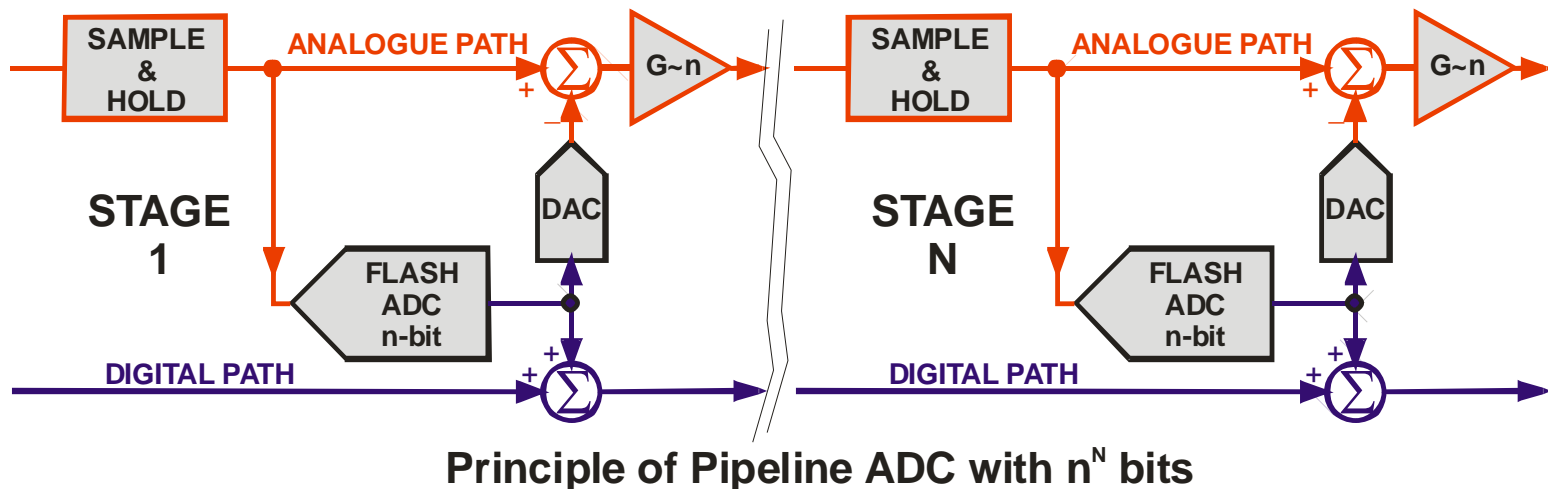 SAMPLE
&
HOLD
ANALOGUE PATH
+
Σ
−
G~n
DAC
STAGE
1
FLASH
ADC
n-bit
DIGITAL PATH
+
+
Σ
SAMPLE
&
HOLD
ANALOGUE PATH
+
Σ
−
G~n
DAC
STAGE
N
FLASH
ADC
n-bit
DIGITAL PATH
+
+
Σ
Principle of Pipeline ADC with nᴺ bits